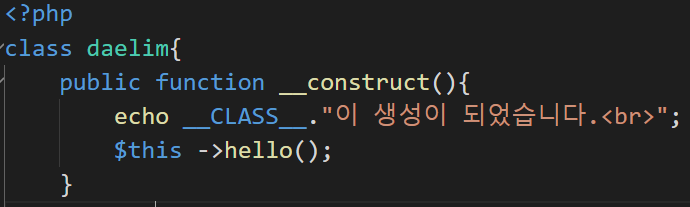 <?php
class daelim{
    public function __construct(){
        echo __CLASS__."이 생성이 되었습니다.<br>";
        $this ->hello();
    }